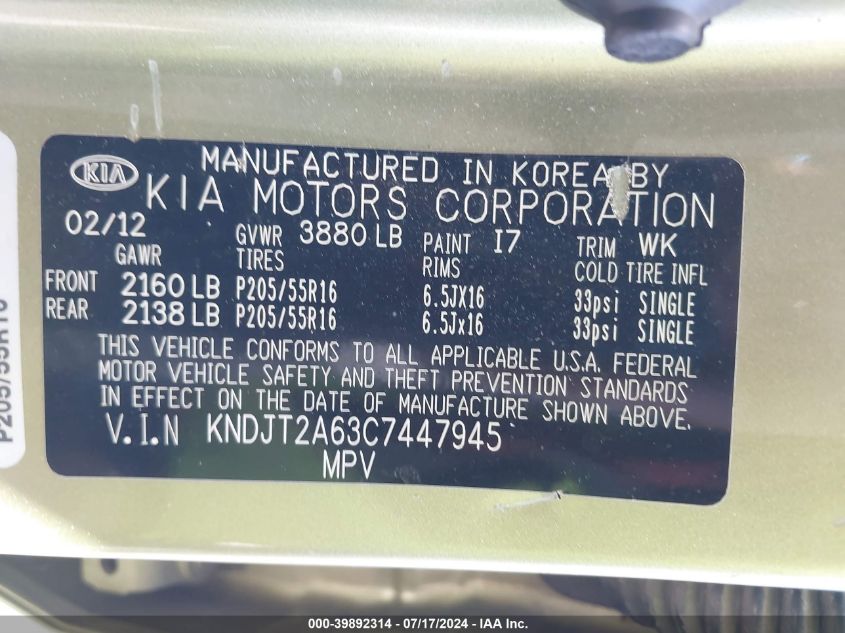 MANUFACTURED IN KOREA BY
KIA
KIA MOTORS CORPORATION
02/12
GVWR 3880 LB
PAINT I7
TRIM WK
GAWR
TIRES
RIMS
COLD TIRE INFL
FRONT 2160 LB P205/55R16 6.5JX16 33psi SINGLE
REAR 2138 LB P205/55R16 6.5Jx16 33psi SINGLE
THIS VEHICLE CONFORMS TO ALL APPLICABLE U.S.A. FEDERAL
MOTOR VEHICLE SAFETY AND THEFT PREVENTION STANDARDS
IN EFFECT ON THE DATE OF MANUFACTURE SHOWN ABOVE.
V.I.N KNDJT2A63C7447945
MPV
P205/55R16
000-39892314 - 07/17/2024 - IAA Inc.